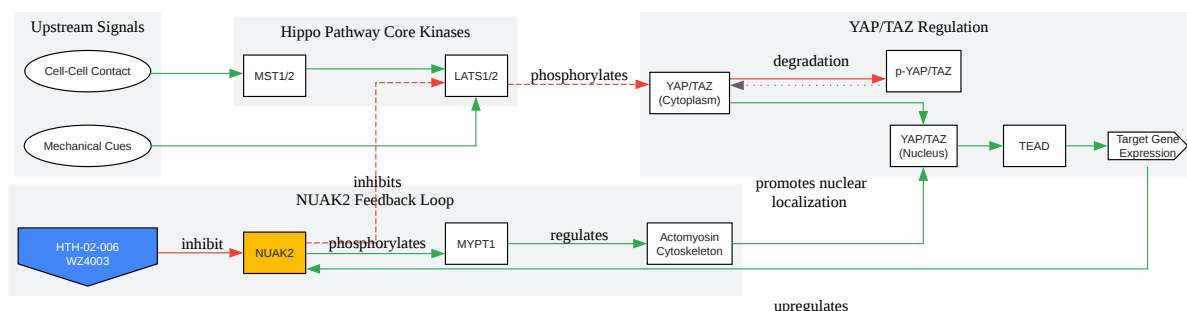 Upstream Signals
Hippo Pathway Core Kinases
YAP/TAZ Regulation
Cell-Cell Contact
MST1/2
LATS1/2
phosphorylates
YAP/TAZ
(Cytoplasm)
degradation
p-YAP/TAZ
Mechanical Cues
YAP/TAZ
(Nucleus)
TEAD
Target Gene
Expression
inhibits
promotes nuclear
localization
NUAK2 Feedback Loop
HTH-02-006
WZ4003
inhibit
NUAK2
phosphorylates
MYPT1
regulates
Actomyosin
Cytoskeleton
upregulates